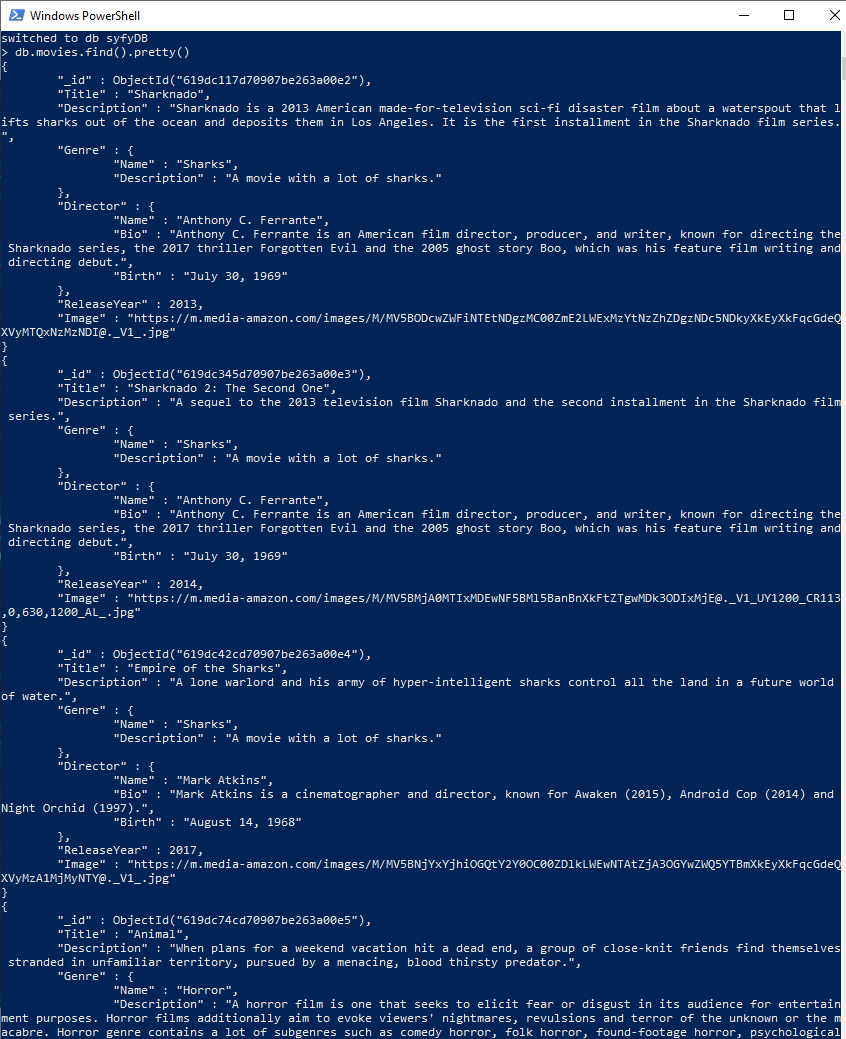 Windows PowerShell
switched to db syfyDB
> db.movies.find().pretty()
{
        "_id" : ObjectId("619dc117d70907be263a00e2"),
        "Title" : "Sharknado",
        "Description" : "Sharknado is a 2013 American made-for-television sci-fi disaster film about a waterspout that l
ifts sharks out of the ocean and deposits them in Los Angeles. It is the first installment in the Sharknado film series.
",
        "Genre" : {
                "Name" : "Sharks",
                "Description" : "A movie with a lot of sharks."
        },
        "Director" : {
                "Name" : "Anthony C. Ferrante",
                "Bio" : "Anthony C. Ferrante is an American film director, producer, and writer, known for directing the
 Sharknado series, the 2017 thriller Forgotten Evil and the 2005 ghost story Boo, which was his feature film writing and
 directing debut.",
                "Birth" : "July 30, 1969"
        },
        "ReleaseYear" : 2013,
        "Image" : "https://m.media-amazon.com/images/M/MV5BODcwZWFiNTEtNDgzMC00ZmE2LWExMzYtNzZhZDgzNDc5NDkyXkEyXkFqcGdeQ
XVyMTQxNzMzNDI@._V1_.jpg"
}
{
        "_id" : ObjectId("619dc345d70907be263a00e3"),
        "Title" : "Sharknado 2: The Second One",
        "Description" : "A sequel to the 2013 television film Sharknado and the second installment in the Sharknado film
 series.",
        "Genre" : {
                "Name" : "Sharks",
                "Description" : "A movie with a lot of sharks."
        },
        "Director" : {
                "Name" : "Anthony C. Ferrante",
                "Bio" : "Anthony C. Ferrante is an American film director, producer, and writer, known for directing the
 Sharknado series, the 2017 thriller Forgotten Evil and the 2005 ghost story Boo, which was his feature film writing and
 directing debut.",
                "Birth" : "July 30, 1969"
        },
        "ReleaseYear" : 2014,
        "Image" : "https://m.media-amazon.com/images/M/MV5BMjA0MTIxMDEwNF5BMl5BanBnXkFtZTgwMDk3ODIxMjE@._V1_UY1200_CR113
,0,630,1200_AL_.jpg"
}
{
        "_id" : ObjectId("619dc42cd70907be263a00e4"),
        "Title" : "Empire of the Sharks",
        "Description" : "A lone warlord and his army of hyper-intelligent sharks control all the land in a future world
of water.",
        "Genre" : {
                "Name" : "Sharks",
                "Description" : "A movie with a lot of sharks."
        },
        "Director" : {
                "Name" : "Mark Atkins",
                "Bio" : "Mark Atkins is a cinematographer and director, known for Awaken (2015), Android Cop (2014) and
Night Orchid (1997).",
                "Birth" : "August 14, 1968"
        },
        "ReleaseYear" : 2017,
        "Image" : "https://m.media-amazon.com/images/M/MV5BNjYxYjhiOGQtY2Y0OC00ZDlkLWEwNTAtZjA3OGYwZWQ5YTBmXkEyXkFqcGdeQ
XVyMzA1MjMyNTY@._V1_.jpg"
}
{
        "_id" : ObjectId("619dc74cd70907be263a00e5"),
        "Title" : "Animal",
        "Description" : "When plans for a weekend vacation hit a dead end, a group of close-knit friends find themselves
 stranded in unfamiliar territory, pursued by a menacing, blood thirsty predator.",
        "Genre" : {
                "Name" : "Horror",
                "Description" : "A horror film is one that seeks to elicit fear or disgust in its audience for entertain
ment purposes. Horror films additionally aim to evoke viewers' nightmares, revulsions and terror of the unknown or the m
acabre. Horror genre contains a lot of subgenres such as comedy horror, folk horror, found-footage horror, psychological